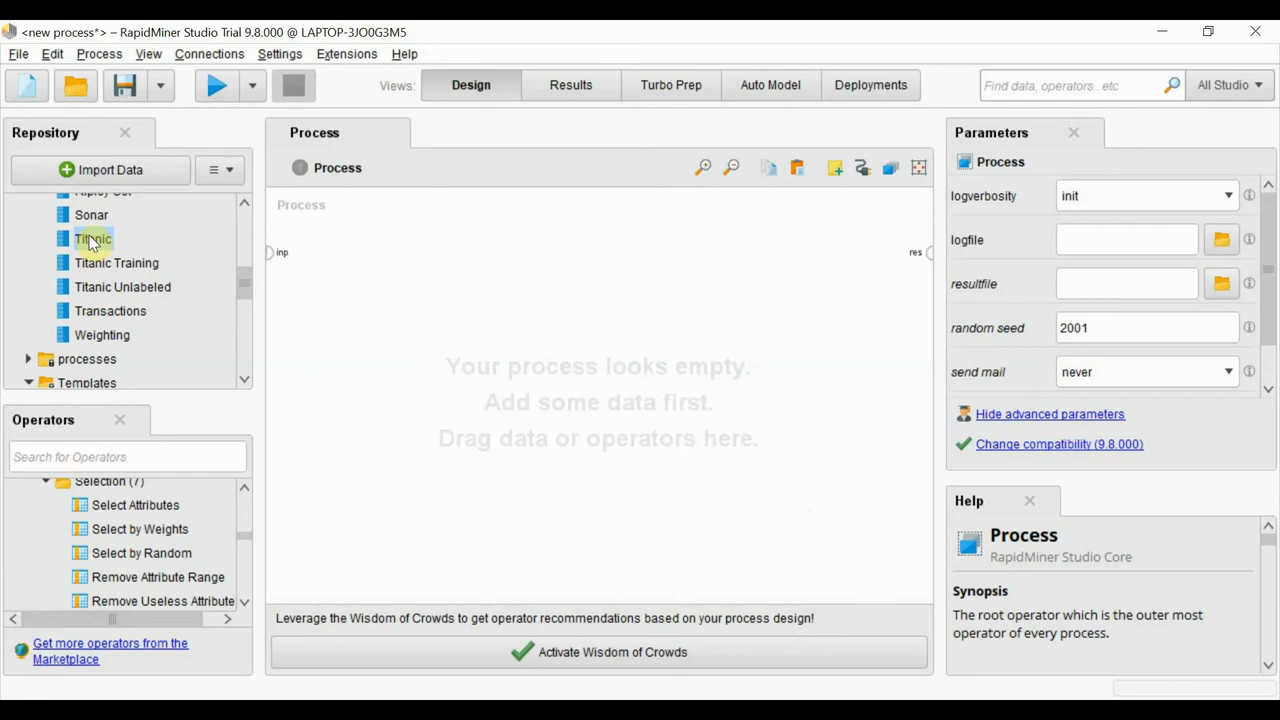 <new process*> – RapidMiner Studio Trial 9.8.000 @ LAPTOP-3JO0G3M5
File Edit Process View Connections Settings Extensions Help
Views: Design Results Turbo Prep Auto Model Deployments Find data, operators...etc All Studio
Repository
Import Data
Ripley-Set
Sonar
Titanic
Titanic Training
Titanic Unlabeled
Transactions
Weighting
processes
Templates
Operators
Search for Operators
Selection (7)
Select Attributes
Select by Weights
Select by Random
Remove Attribute Range
Remove Useless Attribute
Get more operators from the
Marketplace
Process
Process
Process
inp
res
Your process looks empty.
Add some data first.
Drag data or operators here.
Leverage the Wisdom of Crowds to get operator recommendations based on your process design!
Activate Wisdom of Crowds
Parameters
Process
logverbosity init
logfile
resultfile
random seed 2001
send mail never
Hide advanced parameters
Change compatibility (9.8.000)
Help
Process
RapidMiner Studio Core
Synopsis
The root operator which is the outer most
operator of every process.